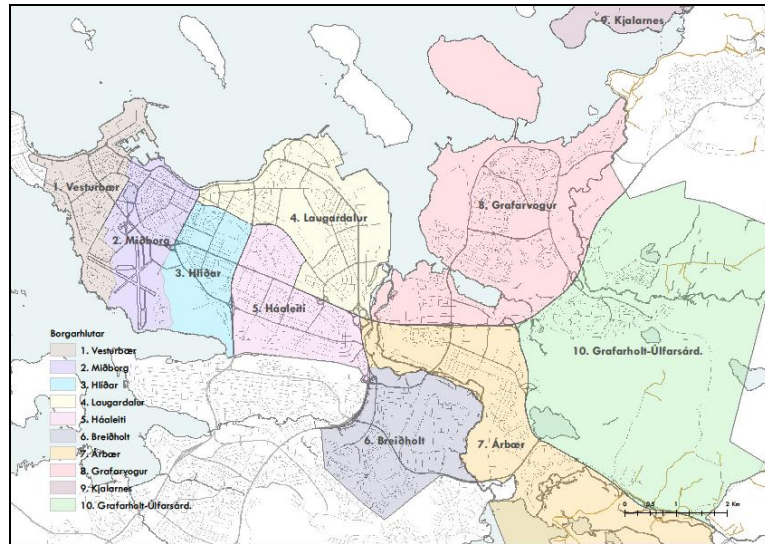 9. Kjalarnes
1. Vesturbær
8. Grafarvogur
4. Laugardalur
2. Miðborg
3. Hlíðar
5. Háaleiti
10. Grafarholt-Úlfarsárd.
6. Breiðholt
7. Árbær
Borgarhlutar
1. Vesturbær
2. Miðborg
3. Hlíðar
4. Laugardalur
5. Háaleiti
6. Breiðholt
7. Árbær
8. Grafarvogur
9. Kjalarnes
10. Grafarholt-Úlfarsárd.
0 0,5 1 2 Km